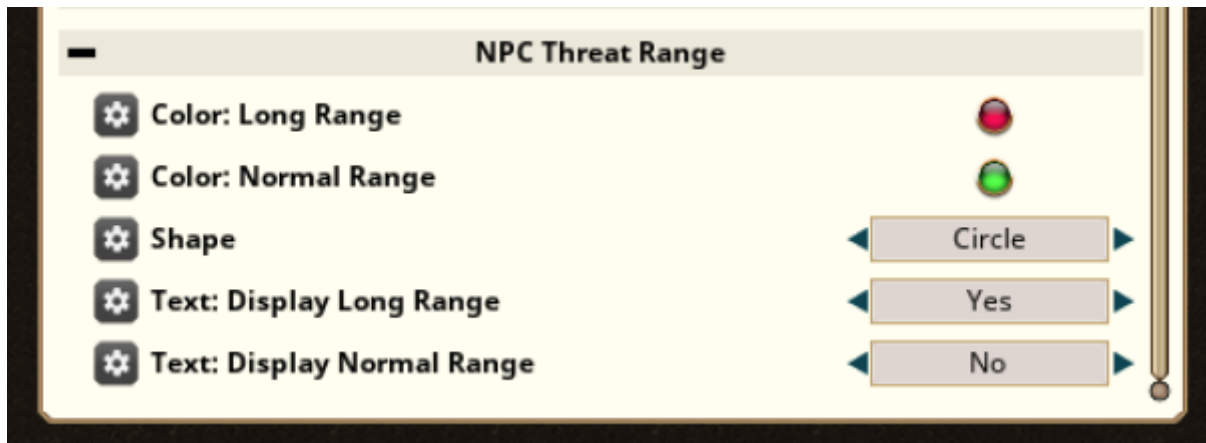 NPC Threat Range
Color: Long Range
Color: Normal Range
Shape Circle
Text: Display Long Range Yes
Text: Display Normal Range No